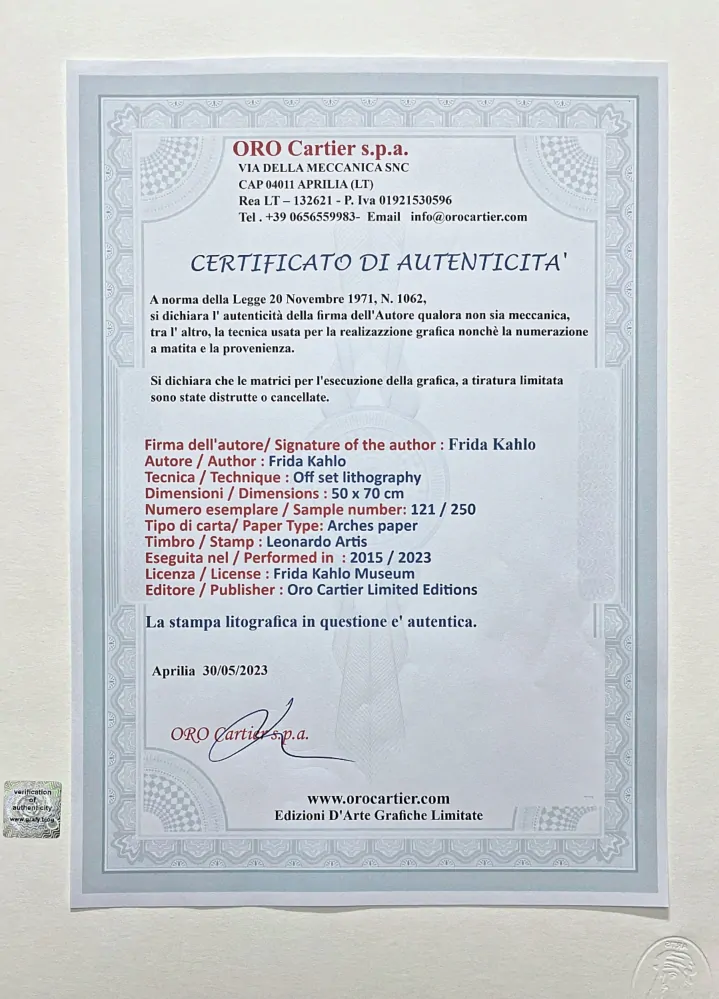 ORO Cartier s.p.a.
VIA DELLA MECCANICA SNC
CAP 04011 APRILIA (LT)
Rea LT – 132621 - P. Iva 01921530596
Tel . +39 0656559983- Email info@orocartier.com
CERTIFICATO DI AUTENTICITA'
A norma della Legge 20 Novembre 1971, N. 1062,
si dichiara l' autenticità della firma dell'Autore qualora non sia meccanica,
tra l' altro, la tecnica usata per la realizazzione grafica nonchè la numerazione
a matita e la provenienza.
Si dichiara che le matrici per l'esecuzione della grafica, a tiratura limitata
sono state distrutte o cancellate.
Firma dell'autore/ Signature of the author : Frida Kahlo
Autore / Author : Frida Kahlo
Tecnica / Technique : Off set lithography
Dimensioni / Dimensions : 50 x 70 cm
Numero esemplare / Sample number: 121 / 250
Tipo di carta/ Paper Type: Arches paper
Timbro / Stamp : Leonardo Artis
Eseguita nel / Performed in : 2015 / 2023
Licenza / License : Frida Kahlo Museum
Editore / Publisher : Oro Cartier Limited Editions
La stampa litografica in questione e' autentica.
Aprilia 30/05/2023
ORO Cartier s.p.a.
www.orocartier.com
Edizioni D'Arte Grafiche Limitate
verification
of
authenticity